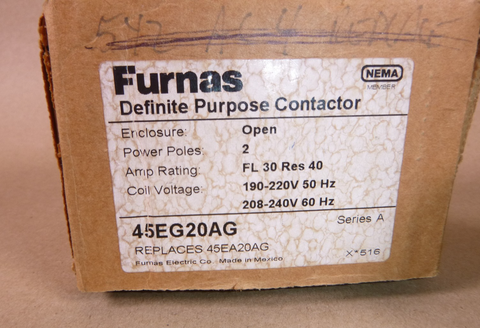 542 AC4
Furnas
NEMA
MEMBER
Definite Purpose Contactor
Enclosure: Open
Power Poles: 2
Amp Rating: FL 30 Res 40
Coil Voltage: 190-220V 50 Hz
208-240V 60 Hz
45EG20AG Series A
REPLACES 45EA20AG
X*516
Furnas Electric Co. Made in Mexico